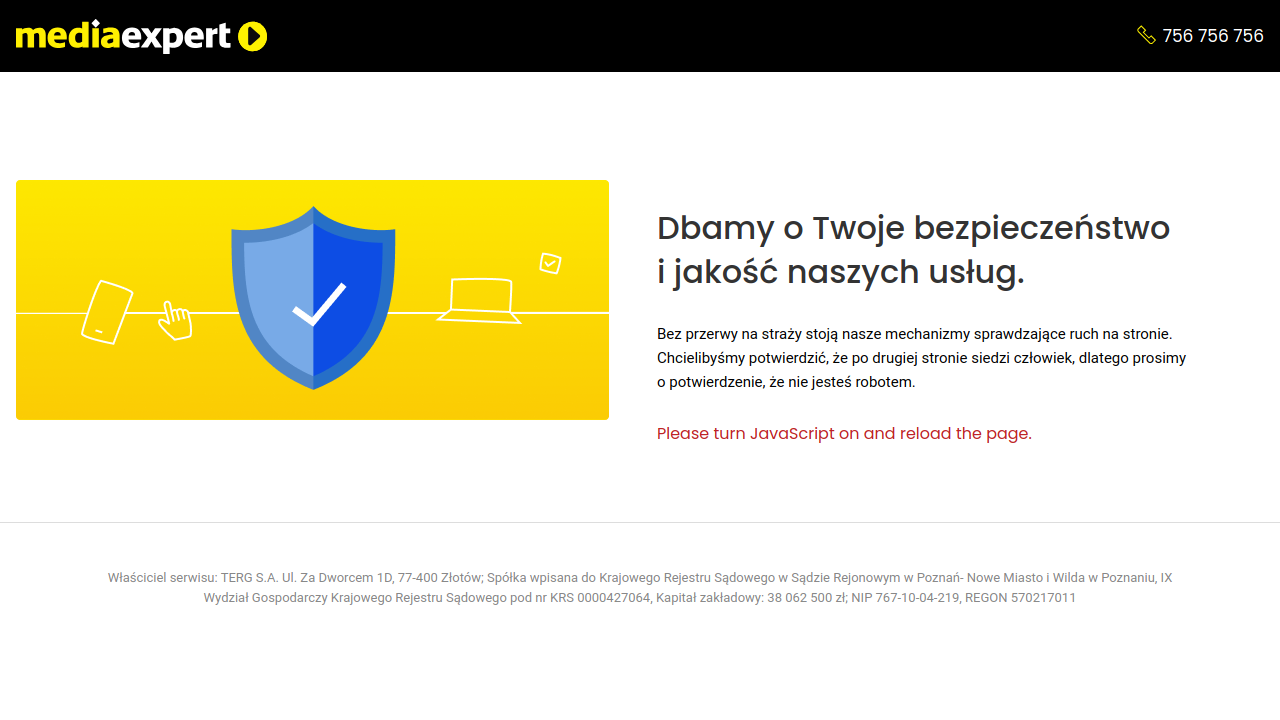 mediaexpert
756 756 756
Dbamy o Twoje bezpieczeństwo
i jakość naszych usług.
Bez przerwy na straży stoją nasze mechanizmy sprawdzające ruch na stronie.
Chcielibyśmy potwierdzić, że po drugiej stronie siedzi człowiek, dlatego prosimy
o potwierdzenie, że nie jesteś robotem.
Please turn JavaScript on and reload the page.
Właściciel serwisu: TERG S.A. Ul. Za Dworcem 1D, 77-400 Złotów; Spółka wpisana do Krajowego Rejestru Sądowego w Sądzie Rejonowym w Poznań- Nowe Miasto i Wilda w Poznaniu, IX
Wydział Gospodarczy Krajowego Rejestru Sądowego pod nr KRS 0000427064, Kapitał zakładowy: 38 062 500 zł; NIP 767-10-04-219, REGON 570217011